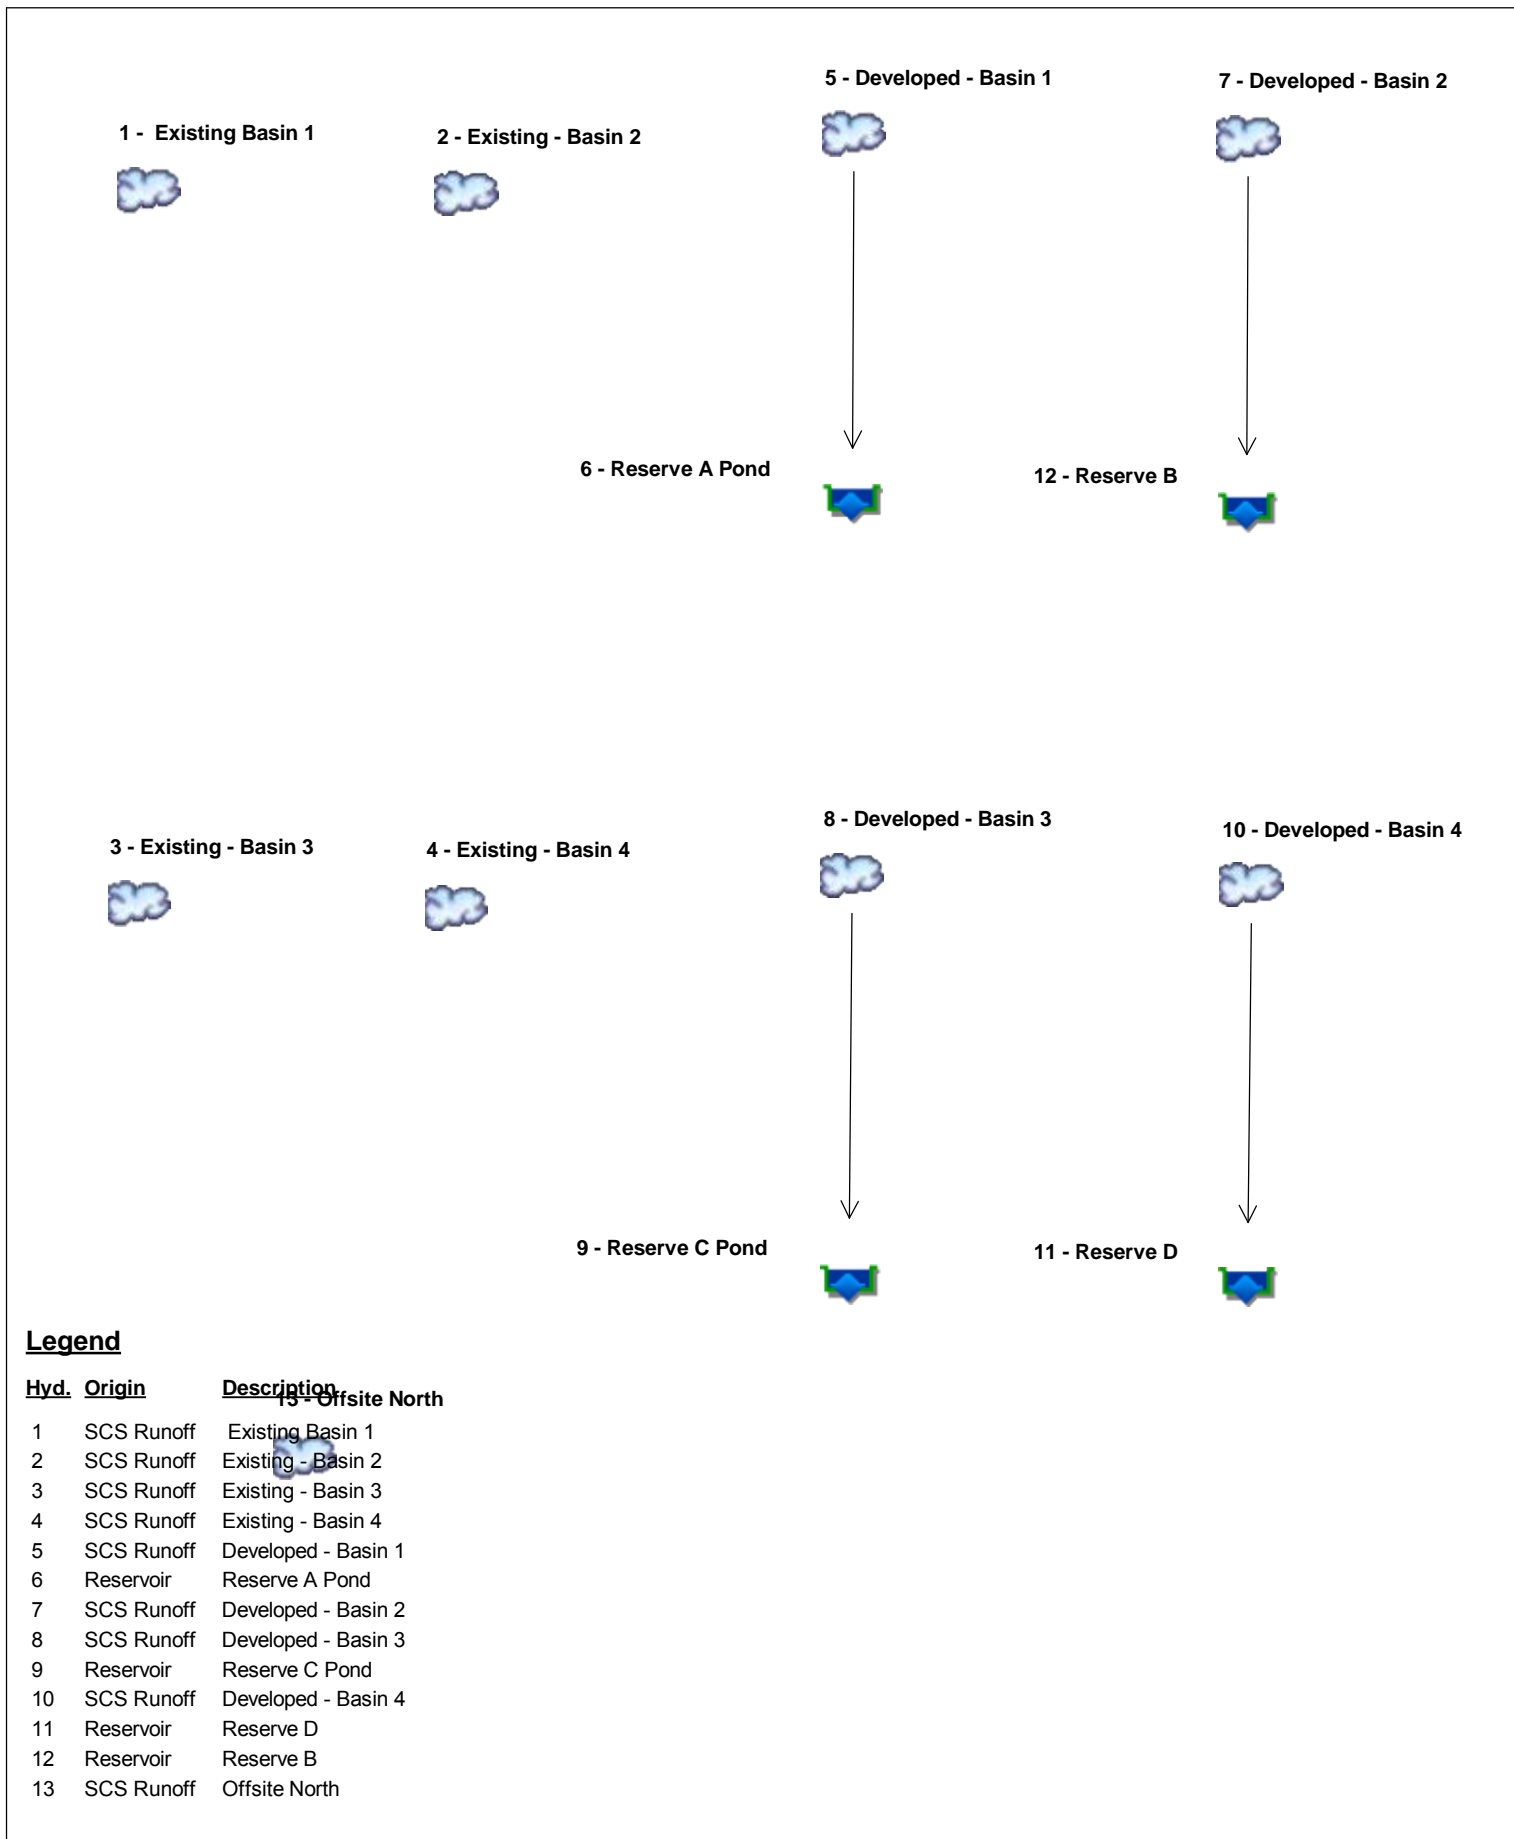 5 - Developed - Basin 1
7 - Developed - Basin 2
1 - Existing Basin 1
2 - Existing - Basin 2
6 - Reserve A Pond
12 - Reserve B
8 - Developed - Basin 3
10 - Developed - Basin 4
3 - Existing - Basin 3
4 - Existing - Basin 4
9 - Reserve C Pond
11 - Reserve D
Legend
Hyd. Origin Description
13 - Offsite North
1 SCS Runoff Existing Basin 1
2 SCS Runoff Existing - Basin 2
3 SCS Runoff Existing - Basin 3
4 SCS Runoff Existing - Basin 4
5 SCS Runoff Developed - Basin 1
6 Reservoir Reserve A Pond
7 SCS Runoff Developed - Basin 2
8 SCS Runoff Developed - Basin 3
9 Reservoir Reserve C Pond
10 SCS Runoff Developed - Basin 4
11 Reservoir Reserve D
12 Reservoir Reserve B
13 SCS Runoff Offsite North